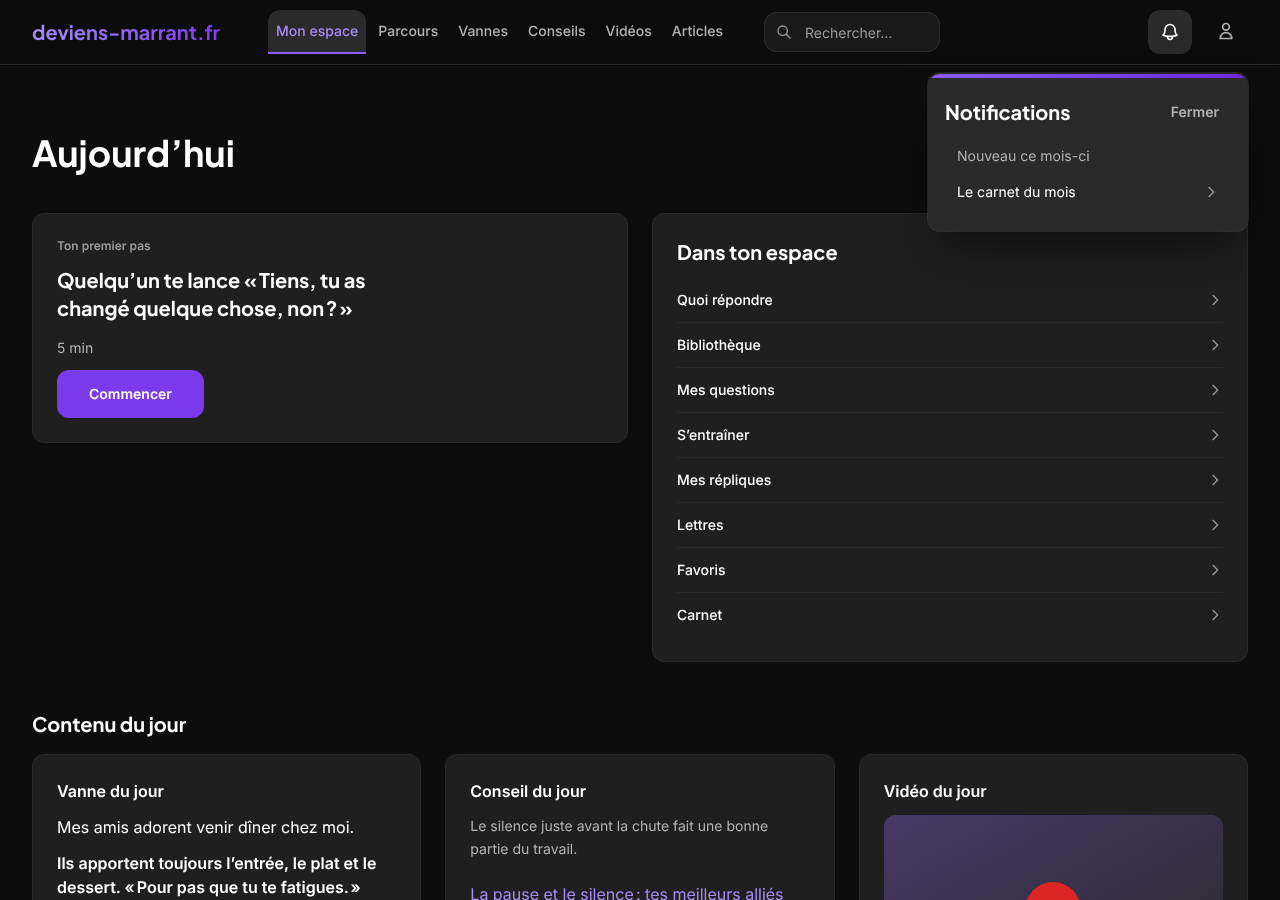 deviens-marrant.fr
Mon espace
Parcours
Vannes
Conseils
Vidéos
Articles
Rechercher...
Notifications
Fermer
Nouveau ce mois-ci
Le carnet du mois
Aujourd’hui
Ton premier pas
Quelqu’un te lance « Tiens, tu as
changé quelque chose, non ? »
5 min
Commencer
Dans ton espace
Quoi répondre
Bibliothèque
Mes questions
S’entraîner
Mes répliques
Lettres
Favoris
Carnet
Contenu du jour
Vanne du jour
Mes amis adorent venir dîner chez moi.
Ils apportent toujours l’entrée, le plat et le
dessert. « Pour pas que tu te fatigues. »
Conseil du jour
Le silence juste avant la chute fait une bonne
partie du travail.
La pause et le silence : tes meilleurs alliés
Vidéo du jour